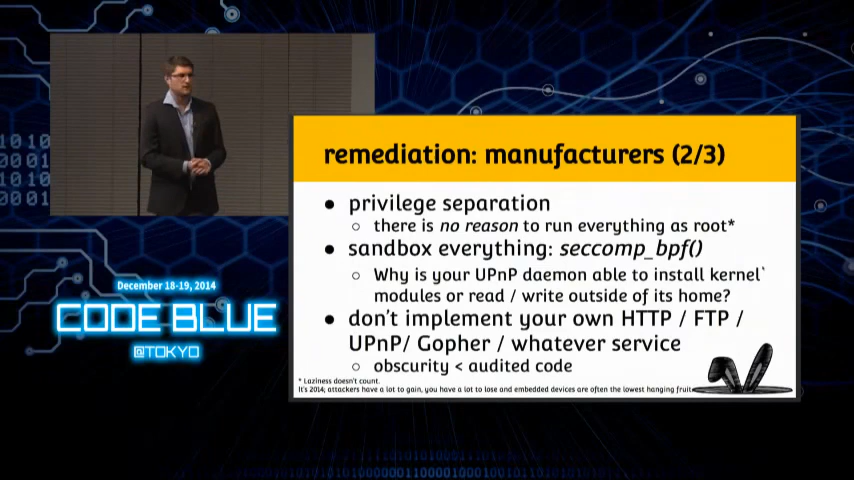 remediation: manufacturers (2/3)
● privilege separation
○ there is no reason to run everything as root*
● sandbox everything: seccomp_bpf()
○ Why is your UPnP daemon able to install kernel`
modules or read / write outside of its home?
● don't implement your own HTTP / FTP /
UPnP/ Gopher / whatever service
○ obscurity < audited code
* Laziness doesn't count.
It's 2014; attackers have a lot to gain, you have a lot to lose and embedded devices are often the lowest hanging fruit
December 18-19, 2014
CODE BLUE
@TOKYO